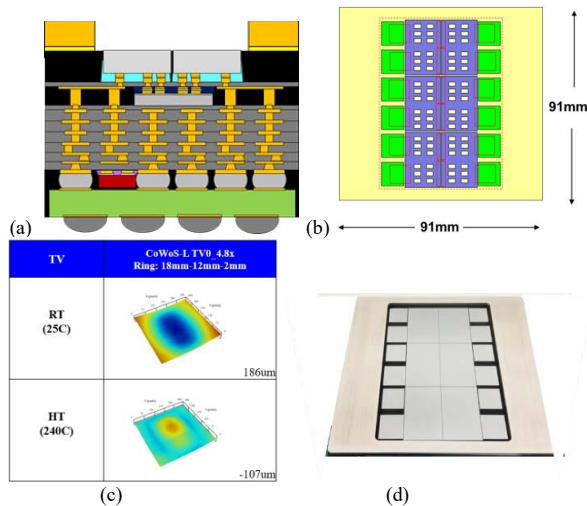 (a)
(b)
91mm
91mm
TV
CoWoS-L TV0_4.8x
Ring: 18mm-12mm-2mm
RT
(25C)
186um
HT
(240C)
-107um
(c)
(d)